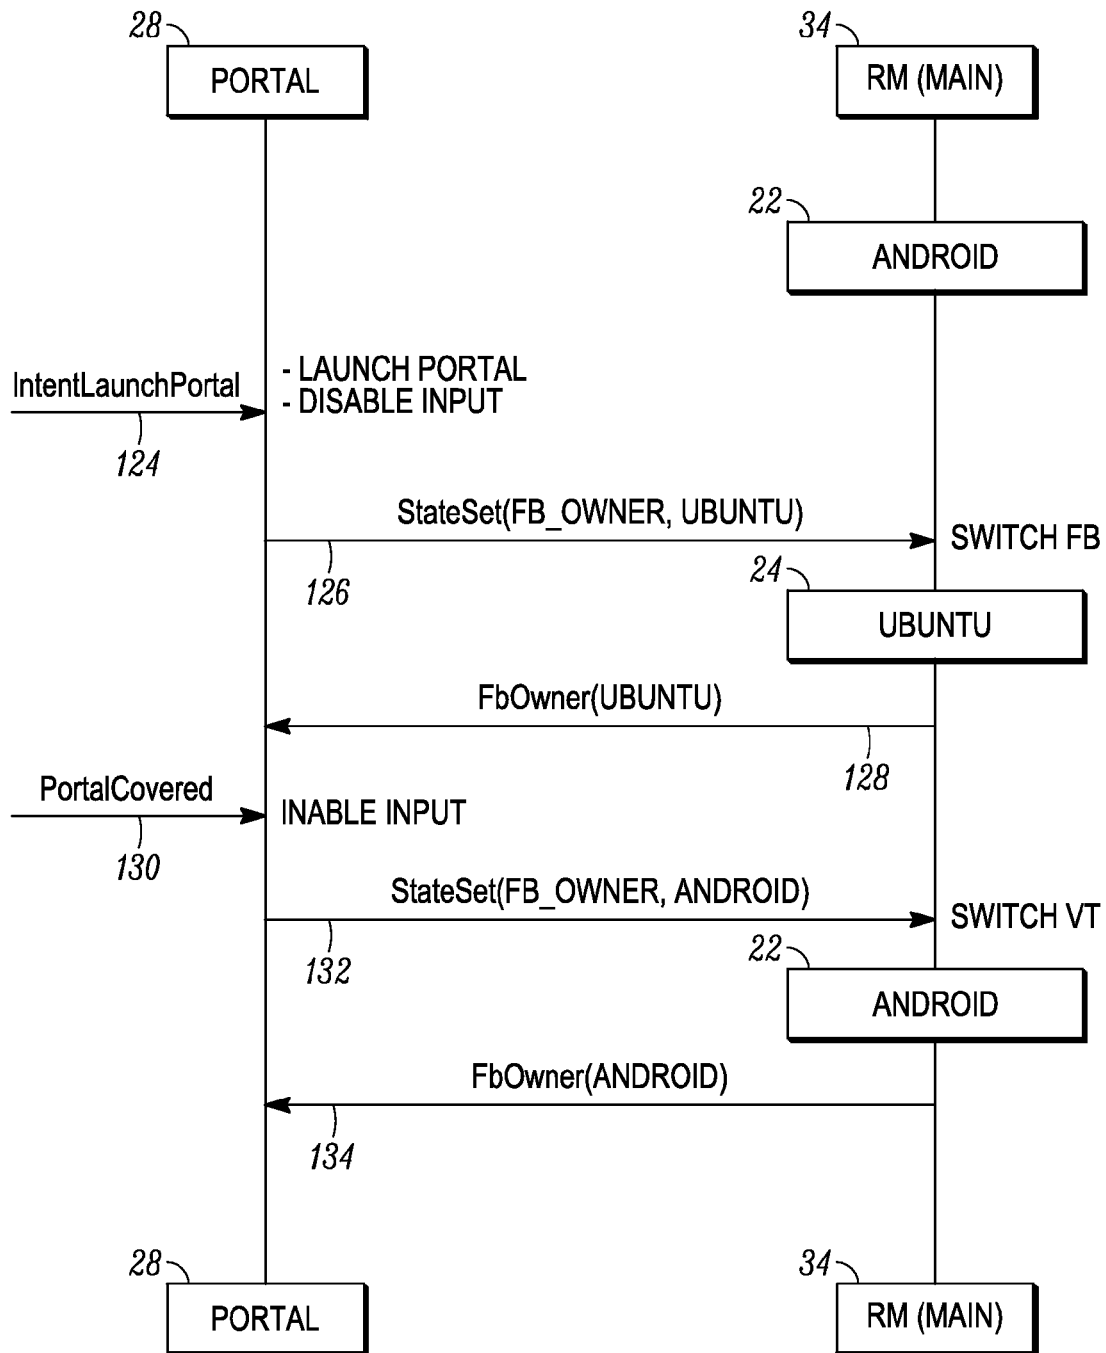 28
34
PORTAL
RM (MAIN)
22
ANDROID
IntentLaunchPortal
- LAUNCH PORTAL
- DISABLE INPUT
124
StateSet(FB_OWNER, UBUNTU)
SWITCH FB
126
24
UBUNTU
FbOwner(UBUNTU)
128
PortalCovered
INABLE INPUT
130
StateSet(FB_OWNER, ANDROID)
SWITCH VT
132
22
ANDROID
FbOwner(ANDROID)
134
28
34
PORTAL
RM (MAIN)